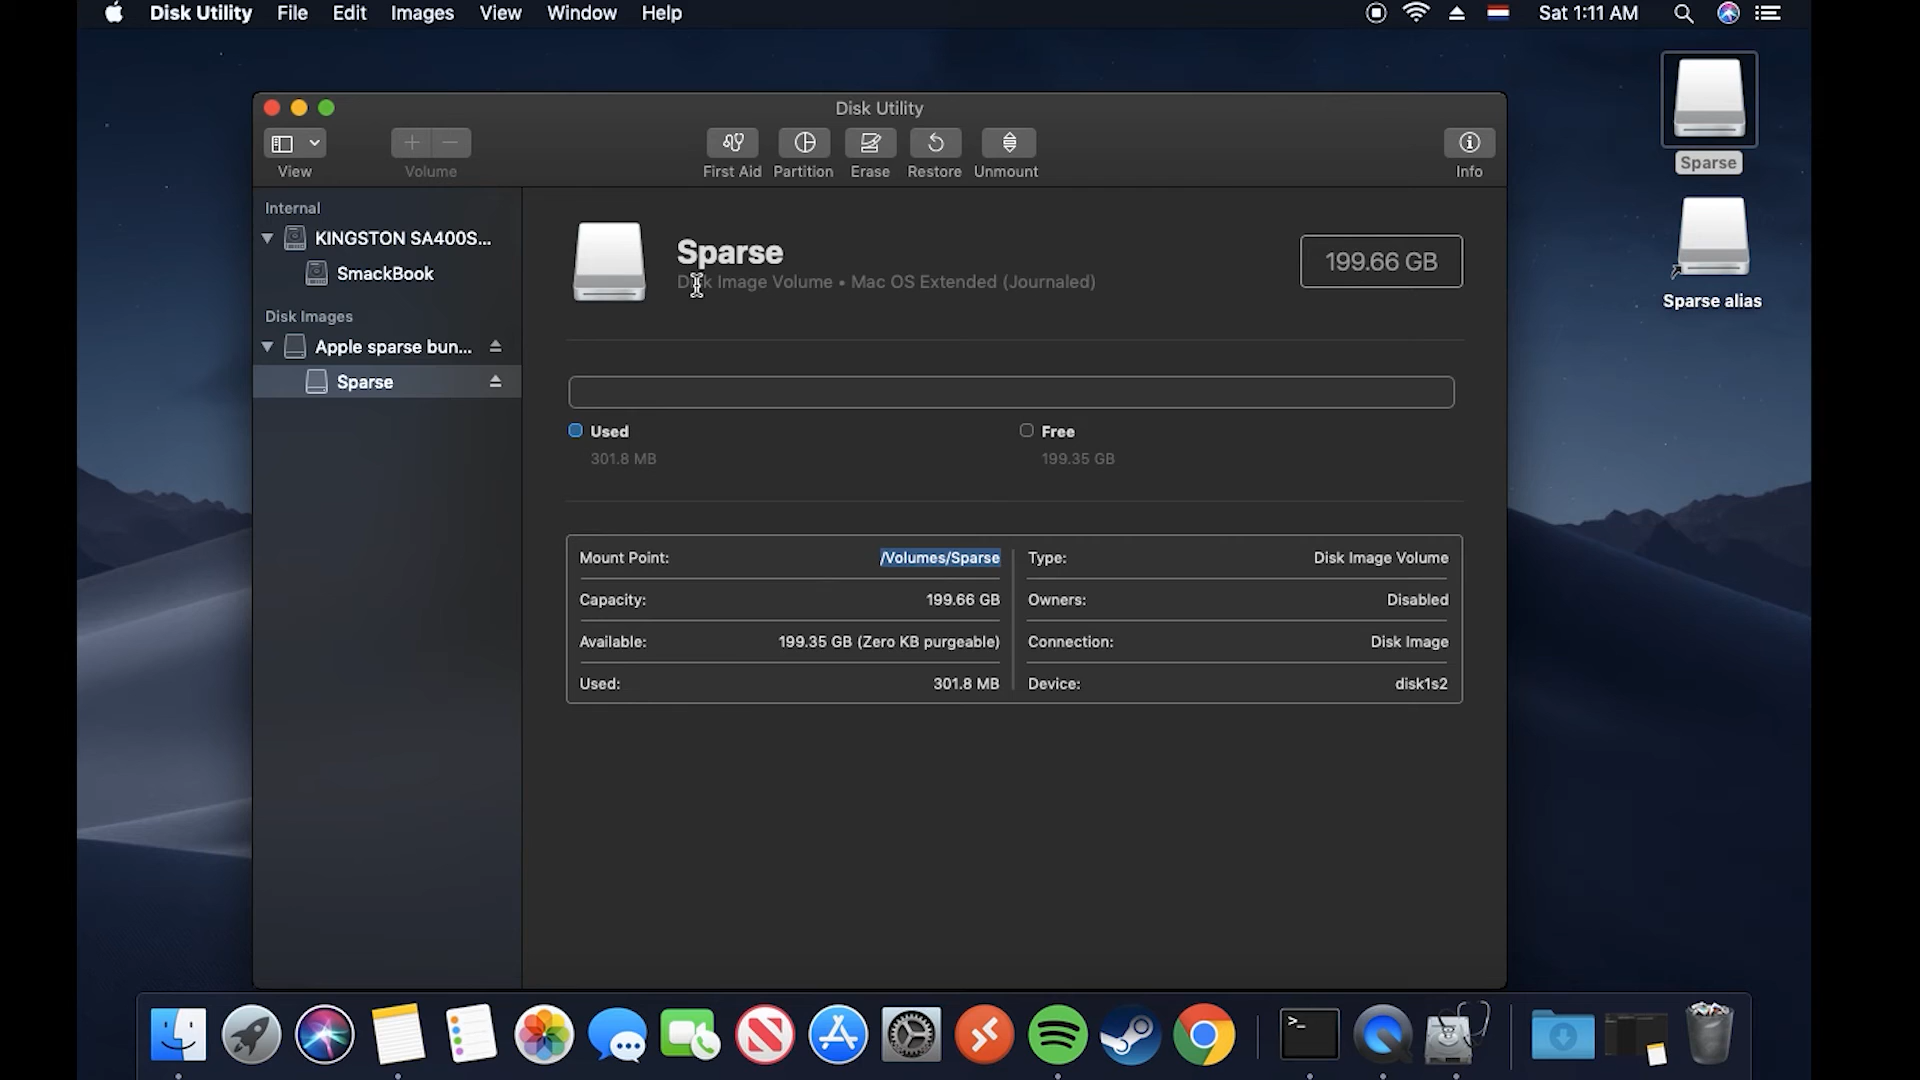 Disk Utility File Edit Images View Window Help Sat 1:11 AM
Disk Utility
View Volume First Aid Partition Erase Restore Unmount Info
Internal
KINGSTON SA400S...
SmackBook
Disk Images
Apple sparse bun...
Sparse
Sparse
Disk Image Volume • Mac OS Extended (Journaled)
199.66 GB
Used
301.8 MB
Free
199.35 GB
Mount Point: /Volumes/Sparse
Capacity: 199.66 GB
Available: 199.35 GB (Zero KB purgeable)
Used: 301.8 MB
Type: Disk Image Volume
Owners: Disabled
Connection: Disk Image
Device: disk1s2
Sparse
Sparse alias